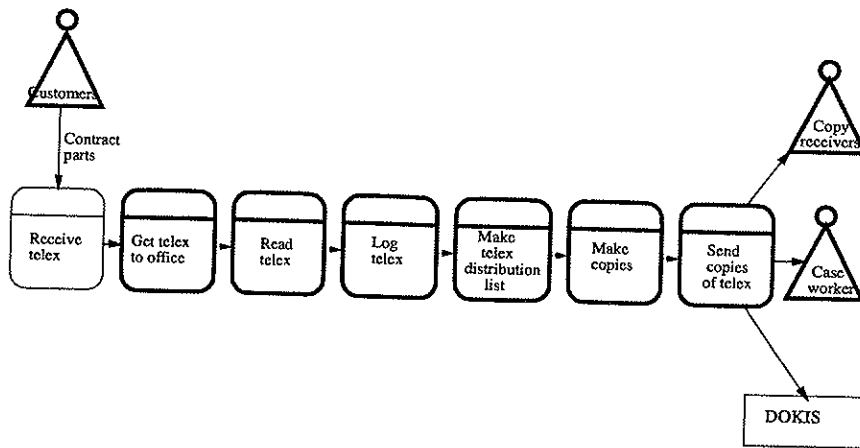 Customers
Contract
parts
Copy
receivers
Receive
telex
Get telex
to office
Read
telex
Log
telex
Make
telex
distribution
list
Make
copies
Send
copies
of telex
Case
worker
DOKIS